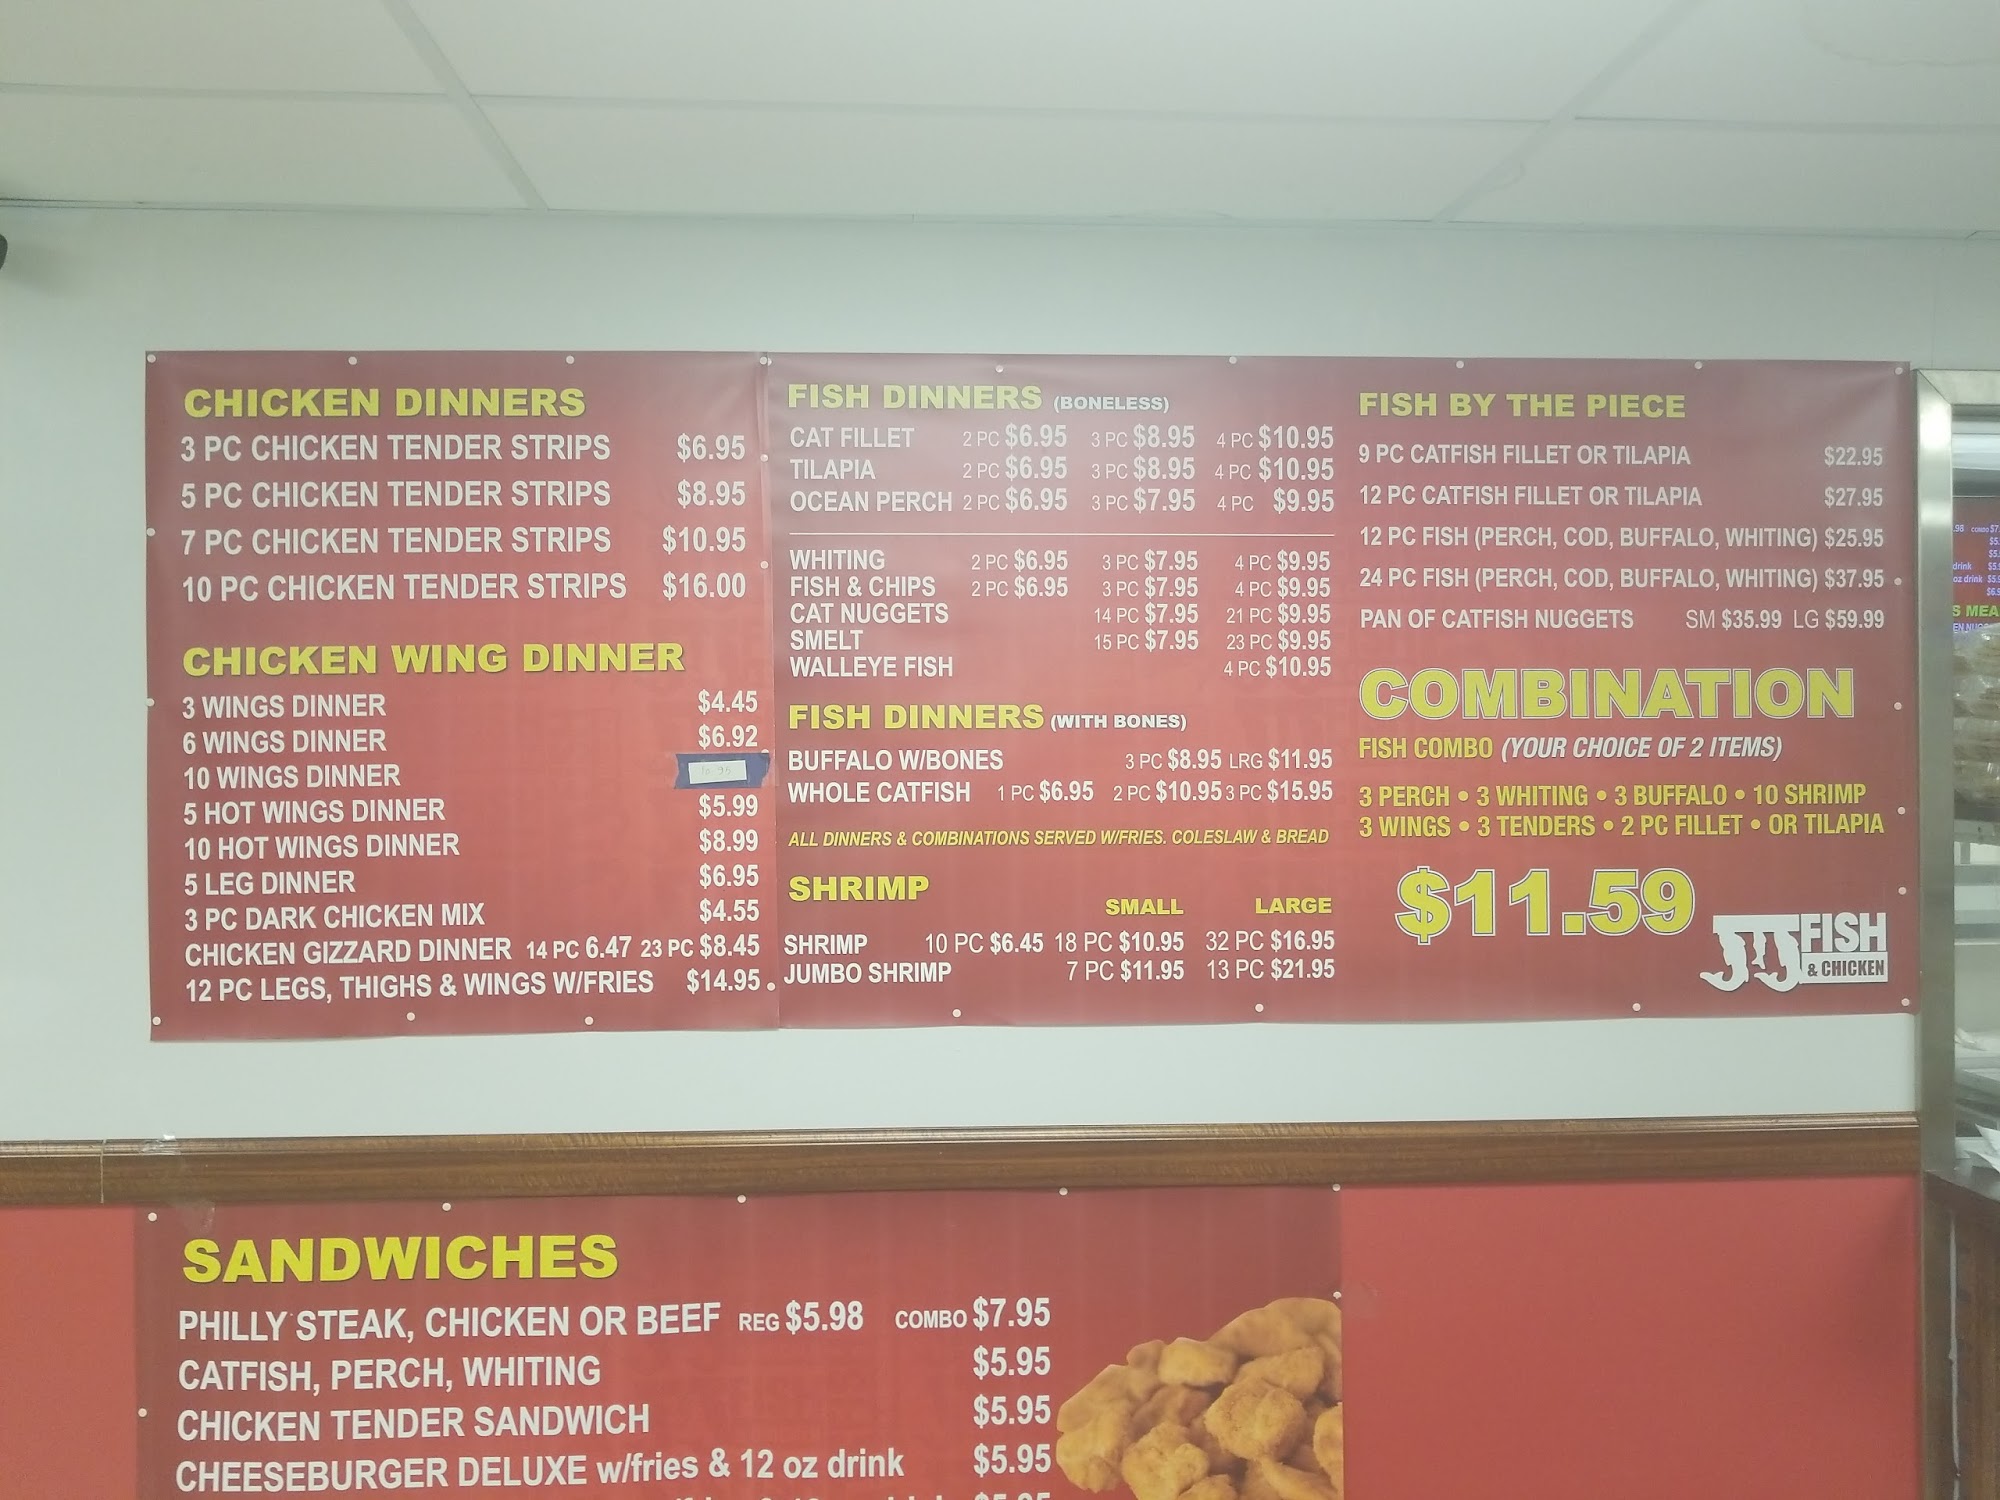 CHICKEN DINNERS
3 PC CHICKEN TENDER STRIPS $6.95
5 PC CHICKEN TENDER STRIPS $8.95
7 PC CHICKEN TENDER STRIPS $10.95
10 PC CHICKEN TENDER STRIPS $16.00
CHICKEN WING DINNER
3 WINGS DINNER $4.45
6 WINGS DINNER $6.92
10 WINGS DINNER 10.95
5 HOT WINGS DINNER $5.99
10 HOT WINGS DINNER $8.99
5 LEG DINNER $6.95
3 PC DARK CHICKEN MIX $4.55
CHICKEN GIZZARD DINNER 14 PC 6.47 23 PC $8.45
12 PC LEGS, THIGHS & WINGS W/FRIES $14.95
FISH DINNERS (BONELESS)
CAT FILLET 2 PC $6.95 3 PC $8.95 4 PC $10.95
TILAPIA 2 PC $6.95 3 PC $8.95 4 PC $10.95
OCEAN PERCH 2 PC $6.95 3 PC $7.95 4 PC $9.95
WHITING 2 PC $6.95 3 PC $7.95 4 PC $9.95
FISH & CHIPS 2 PC $6.95 3 PC $7.95 4 PC $9.95
CAT NUGGETS 14 PC $7.95 21 PC $9.95
SMELT 15 PC $7.95 23 PC $9.95
WALLEYE FISH 4 PC $10.95
FISH DINNERS (WITH BONES)
BUFFALO W/BONES 3 PC $8.95 LRG $11.95
WHOLE CATFISH 1 PC $6.95 2 PC $10.95 3 PC $15.95
ALL DINNERS & COMBINATIONS SERVED W/FRIES. COLESLAW & BREAD
SHRIMP
SMALL LARGE
SHRIMP 10 PC $6.45 18 PC $10.95 32 PC $16.95
JUMBO SHRIMP 7 PC $11.95 13 PC $21.95
FISH BY THE PIECE
9 PC CATFISH FILLET OR TILAPIA $22.95
12 PC CATFISH FILLET OR TILAPIA $27.95
12 PC FISH (PERCH, COD, BUFFALO, WHITING) $25.95
24 PC FISH (PERCH, COD, BUFFALO, WHITING) $37.95
PAN OF CATFISH NUGGETS SM $35.99 LG $59.99
COMBINATION
FISH COMBO (YOUR CHOICE OF 2 ITEMS)
3 PERCH • 3 WHITING • 3 BUFFALO • 10 SHRIMP
3 WINGS • 3 TENDERS • 2 PC FILLET • OR TILAPIA
$11.59
JJ FISH
& CHICKEN
SANDWICHES
PHILLY STEAK, CHICKEN OR BEEF REG $5.98 COMBO $7.95
CATFISH, PERCH, WHITING $5.95
CHICKEN TENDER SANDWICH $5.95
CHEESEBURGER DELUXE w/fries & 12 oz drink $5.95